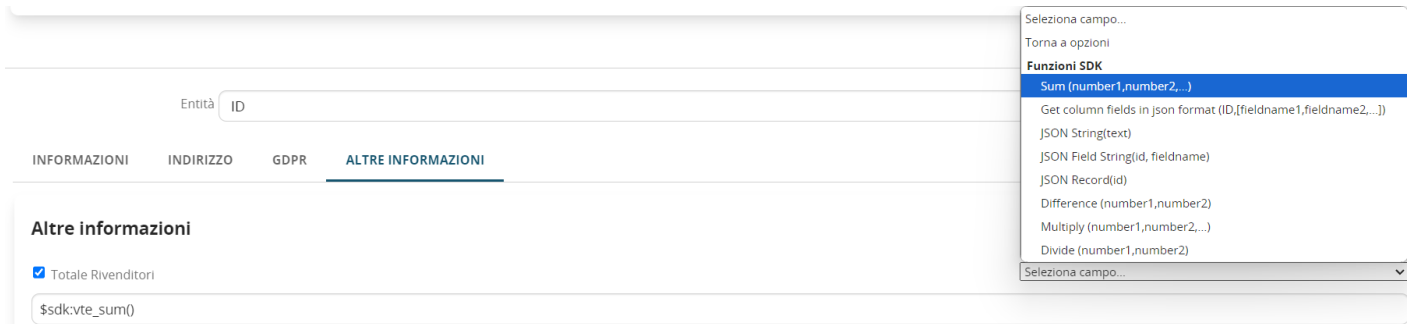 Seleziona campo...
Torna a opzioni
Funzioni SDK
Sum (number1,number2,...)
Get column fields in json format (ID,[fieldname1,fieldname2,...])
JSON String(text)
JSON Field String(id, fieldname)
JSON Record(id)
Difference (number1,number2)
Multiply (number1,number2,...)
Divide (number1,number2)
Entità ID
INFORMAZIONI INDIRIZZO GDPR ALTRE INFORMAZIONI
Altre informazioni
Totale Rivenditori
Seleziona campo...
$sdk:vte_sum()